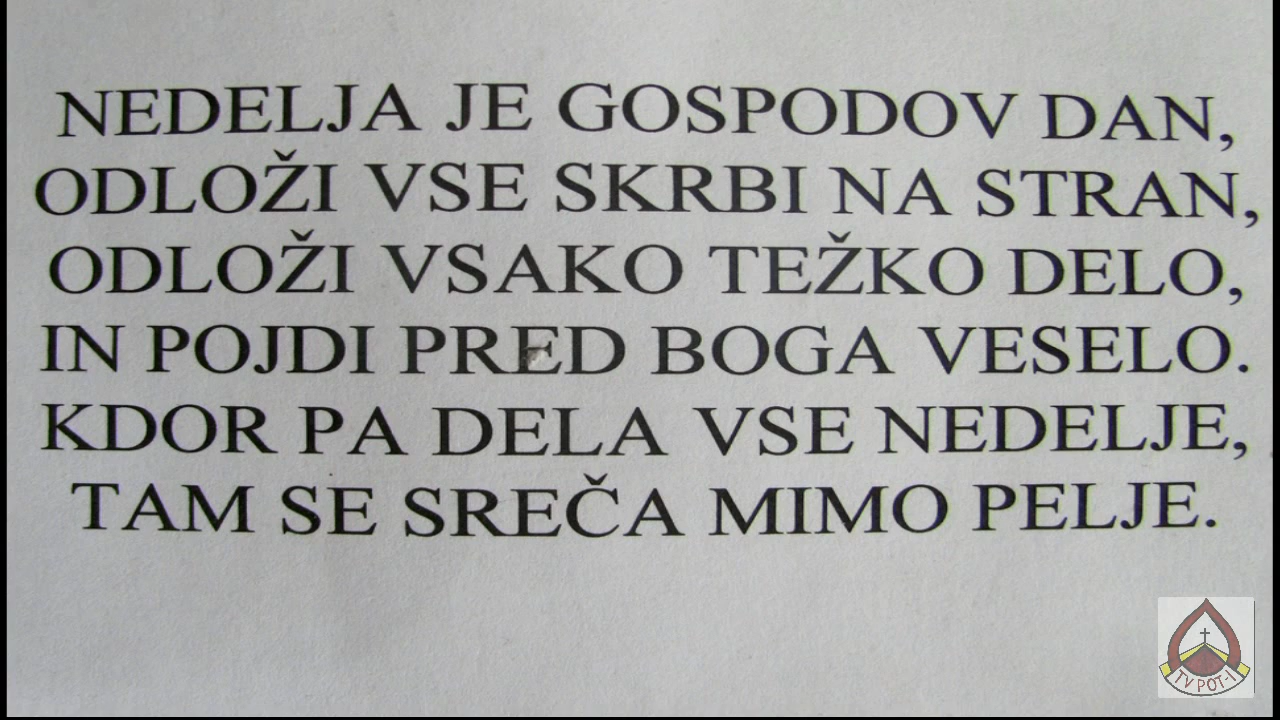 NEDELJA JE GOSPODOV DAN,
ODLOŽI VSE SKRBI NA STRAN,
ODLOŽI VSAKO TEŽKO DELO,
IN POJDI PRED BOGA VESELO.
KDOR PA DELA VSE NEDELJE,
TAM SE SREČA MIMO PELJE.
TV POT-I